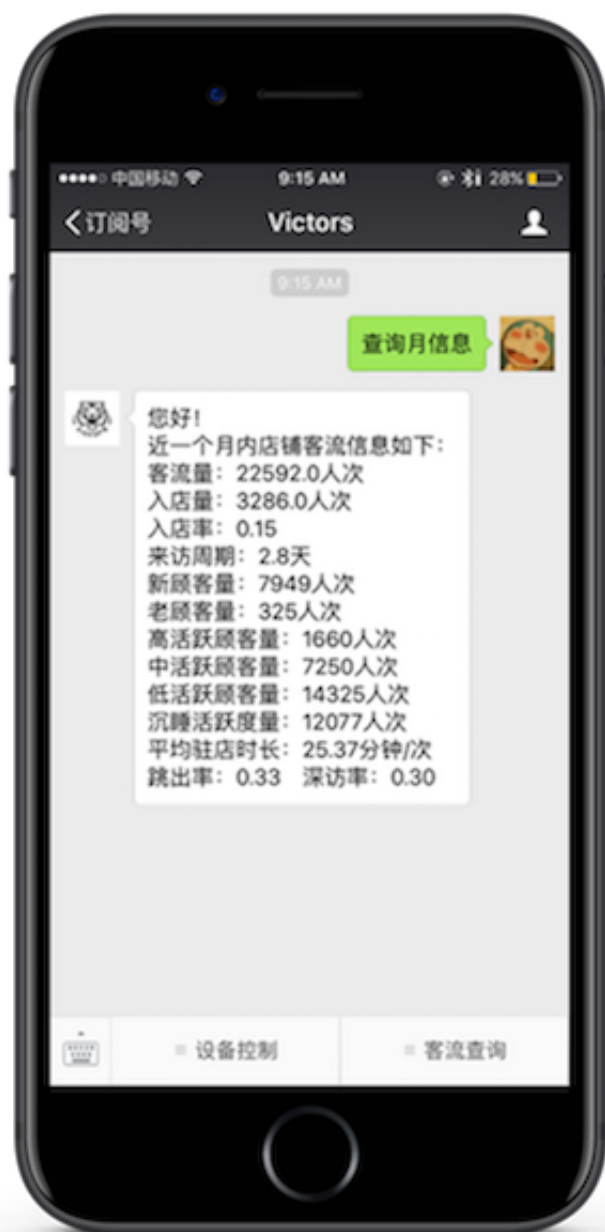 中国移动 9:15 AM 28%
订阅号 Victors
9:15 AM
查询月信息
您好！
近一个月内店铺客流信息如下：
客流量：22592.0人次
入店量：3286.0人次
入店率：0.15
来访周期：2.8天
新顾客量：7949人次
老顾客量：325人次
高活跃顾客量：1660人次
中活跃顾客量：7250人次
低活跃顾客量：14325人次
沉睡活跃度量：12077人次
平均驻店时长：25.37分钟/次
跳出率：0.33 深访率：0.30
设备控制 客流查询